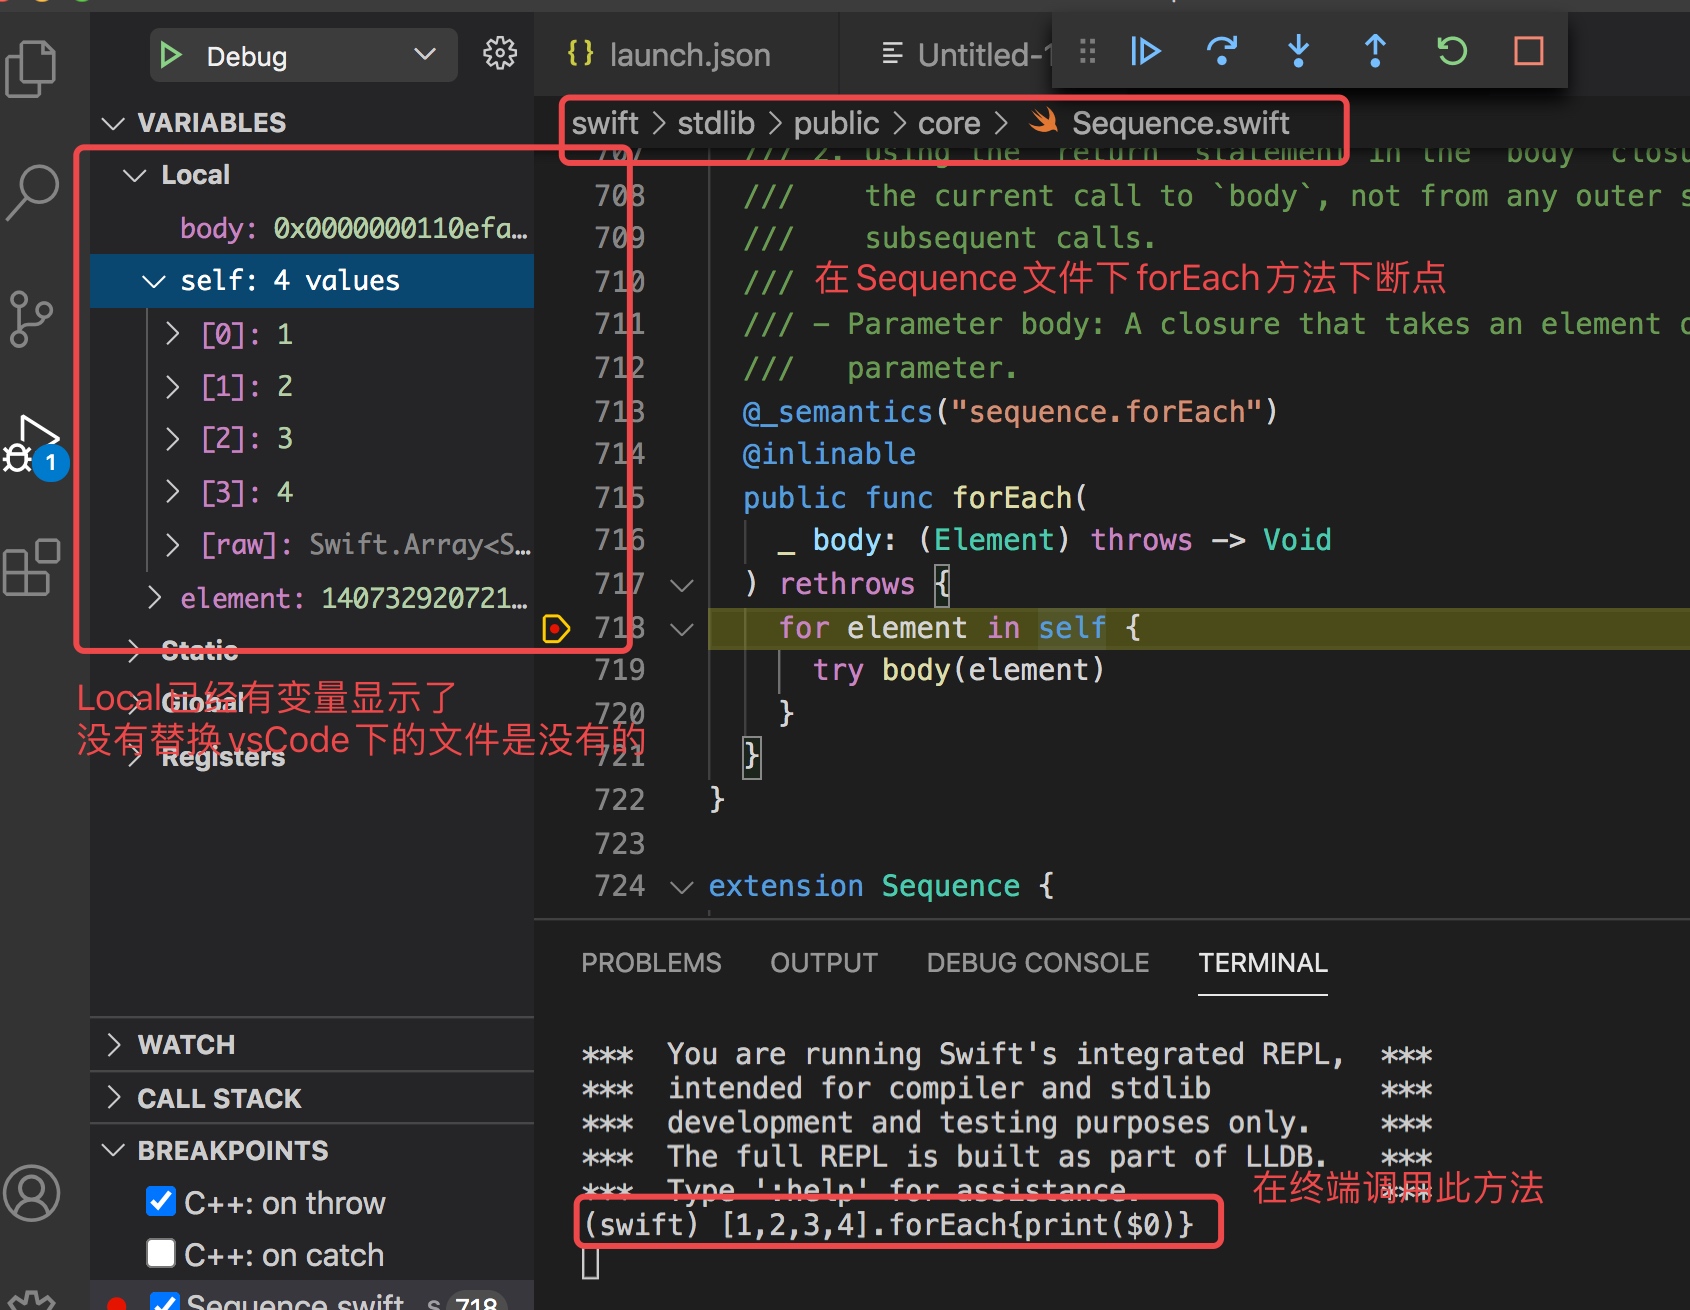 Debug
launch.json
Untitled-1
VARIABLES
swift > stdlib > public > core > Sequence.swift
Local
body: 0x0000000110efa…
self: 4 values
[0]: 1
[1]: 2
[2]: 3
[3]: 4
[raw]: Swift.Array<S…
element: 140732920721…
Static
Global
Registers
Local已经有变量显示了
没有替换vsCode下的文件是没有的
707 /// 2. Using the `return` statement in the `body` closu
708 ///    the current call to `body`, not from any outer s
709 ///    subsequent calls.
710 ///
在Sequence文件下forEach方法下断点
711 /// - Parameter body: A closure that takes an element o
712 ///   parameter.
713 @_semantics("sequence.forEach")
714 @inlinable
715 public func forEach(
716 _ body: (Element) throws -> Void
717 ) rethrows {
718 for element in self {
719 try body(element)
720 }
721 }
722 }
723
724 extension Sequence {
1
WATCH
CALL STACK
BREAKPOINTS
C++: on throw
C++: on catch
Sequence.swift s 718
PROBLEMS OUTPUT DEBUG CONSOLE TERMINAL
*** You are running Swift's integrated REPL, ***
*** intended for compiler and stdlib ***
*** development and testing purposes only. ***
*** The full REPL is built as part of LLDB. ***
*** Type ':help' for assistance. ***
在终端调用此方法
(swift) [1,2,3,4].forEach{print($0)}